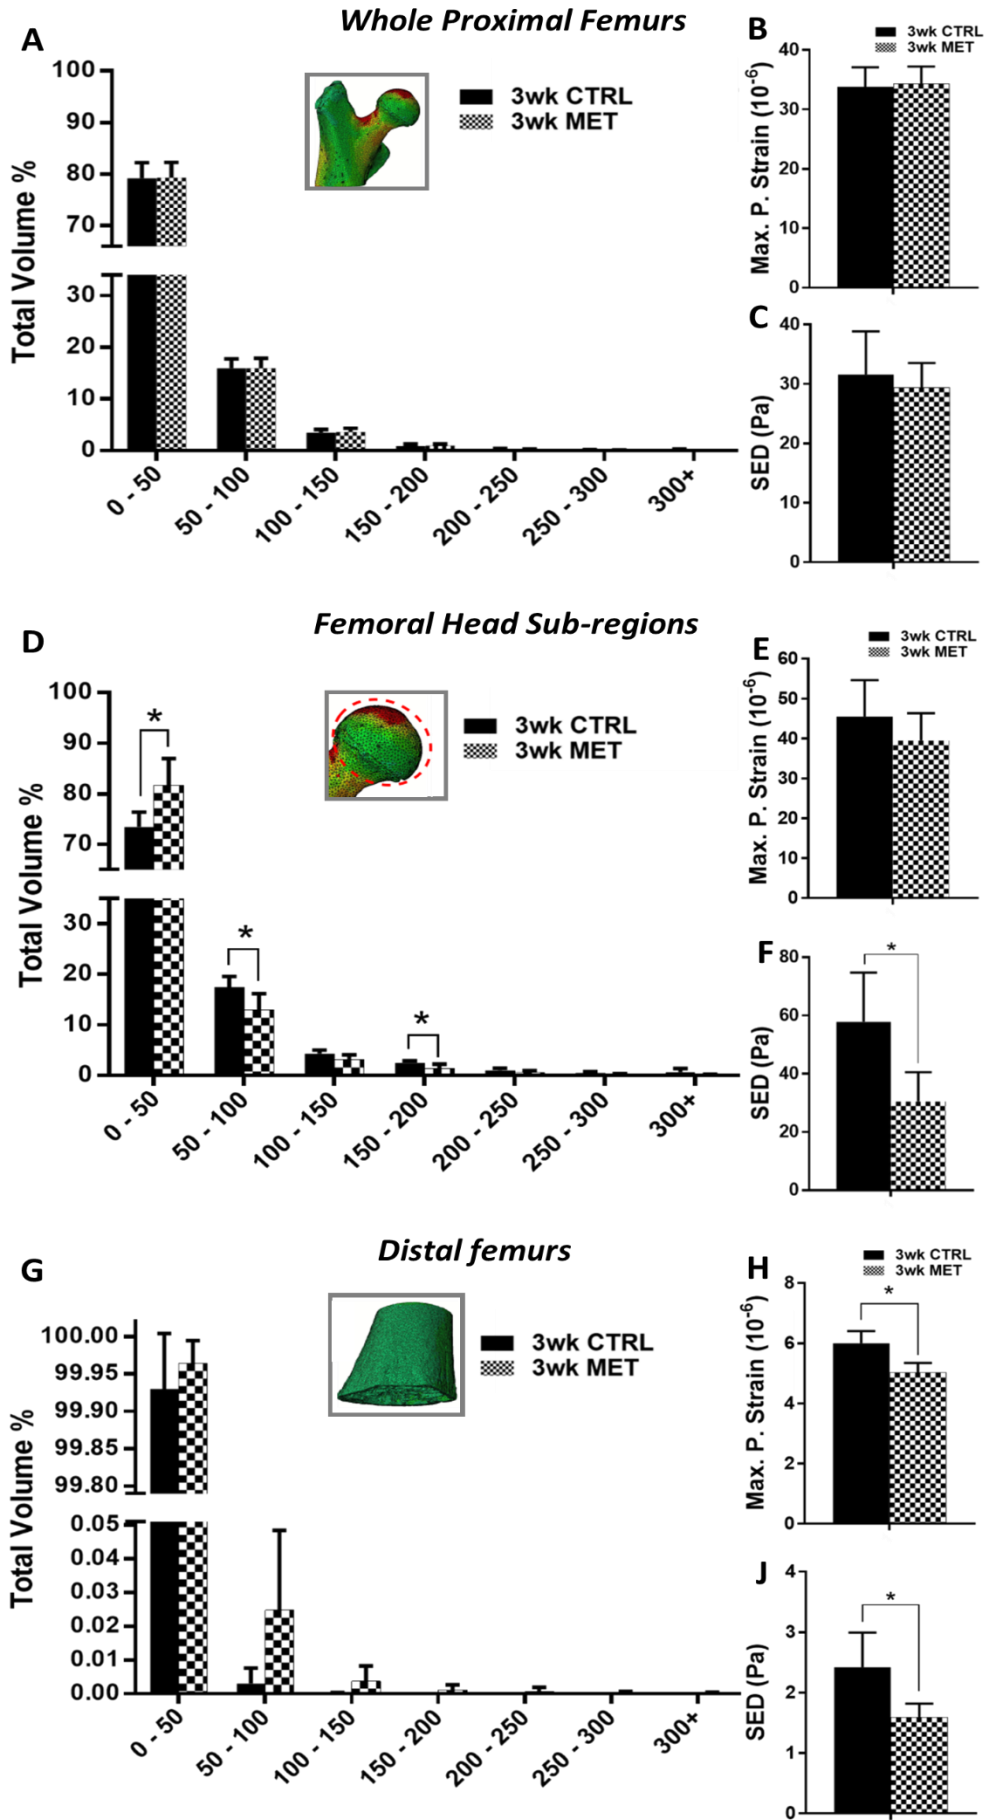 Whole Proximal Femurs
A
Total Volume %
100
90
80
70
30
20
10
0
0 - 50
50 - 100
100 - 150
150 - 200
200 - 250
250 - 300
300+
3wk CTRL
3wk MET
B
3wk CTRL
3wk MET
Max. P. Strain (10⁻⁶)
40
30
20
10
0
C
SED (Pa)
40
30
20
10
0
Femoral Head Sub-regions
D
Total Volume %
100
90
80
70
30
20
10
0
*
*
*
0 - 50
50 - 100
100 - 150
150 - 200
200 - 250
250 - 300
300+
3wk CTRL
3wk MET
E
3wk CTRL
3wk MET
Max. P. Strain (10⁻⁶)
60
50
40
30
20
10
0
F
SED (Pa)
80
60
40
20
0
*
Distal femurs
G
Total Volume %
100.00
99.95
99.90
99.85
99.80
0.05
0.04
0.03
0.02
0.01
0.00
0 - 50
50 - 100
100 - 150
150 - 200
200 - 250
250 - 300
300+
3wk CTRL
3wk MET
H
3wk CTRL
3wk MET
Max. P. Strain (10⁻⁶)
8
6
4
2
0
*
J
SED (Pa)
4
3
2
1
0
*